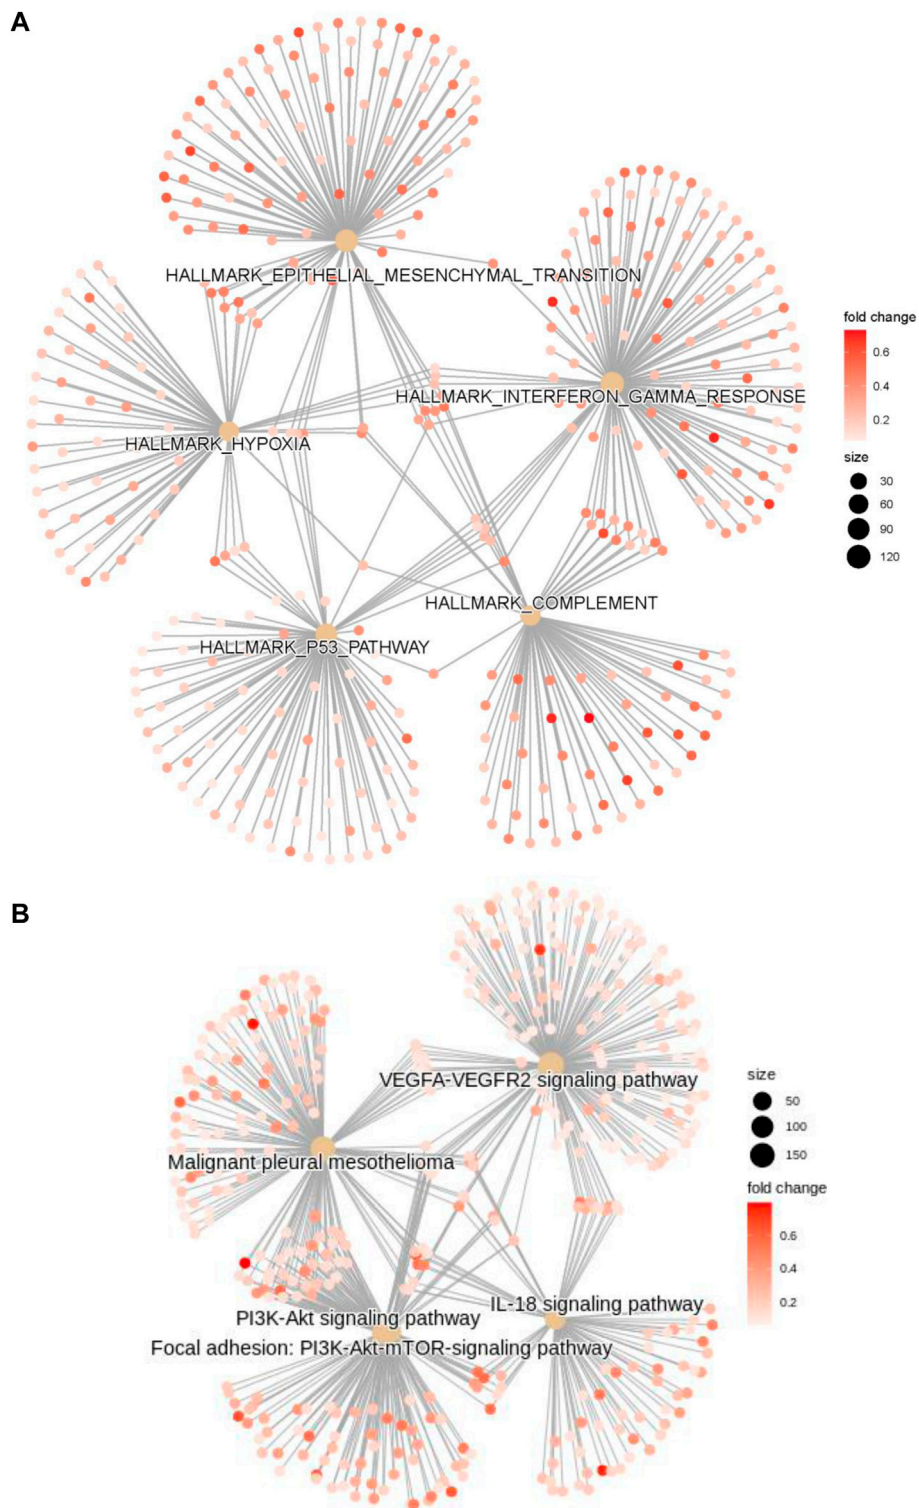 A
HALLMARK_EPITHELIAL_MESENCHYMAL_TRANSITION
HALLMARK_INTERFERON_GAMMA_RESPONSE
HALLMARK_HYPOXIA
HALLMARK_COMPLEMENT
HALLMARK_P53_PATHWAY
fold change
0.6
0.4
0.2
size
30
60
90
120
B
VEGFA-VEGFR2 signaling pathway
Malignant pleural mesothelioma
IL-18 signaling pathway
PI3K-Akt signaling pathway
Focal adhesion: PI3K-Akt-mTOR-signaling pathway
size
50
100
150
fold change
0.6
0.4
0.2